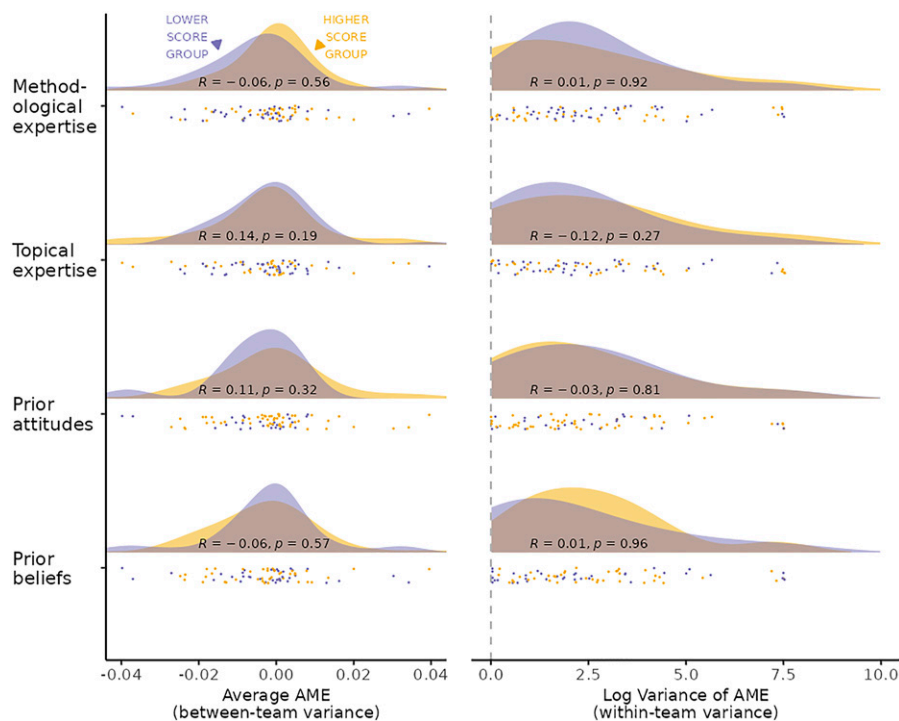 LOWER
SCORE
GROUP
HIGHER
SCORE
GROUP
Method-
ological
expertise
R = −0.06, p = 0.56
R = 0.01, p = 0.92
Topical
expertise
R = 0.14, p = 0.19
R = −0.12, p = 0.27
Prior
attitudes
R = 0.11, p = 0.32
R = −0.03, p = 0.81
Prior
beliefs
R = −0.06, p = 0.57
R = 0.01, p = 0.96
-0.04 -0.02 0.00 0.02 0.04
Average AME
(between-team variance)
0.0 2.5 5.0 7.5 10.0
Log Variance of AME
(within-team variance)